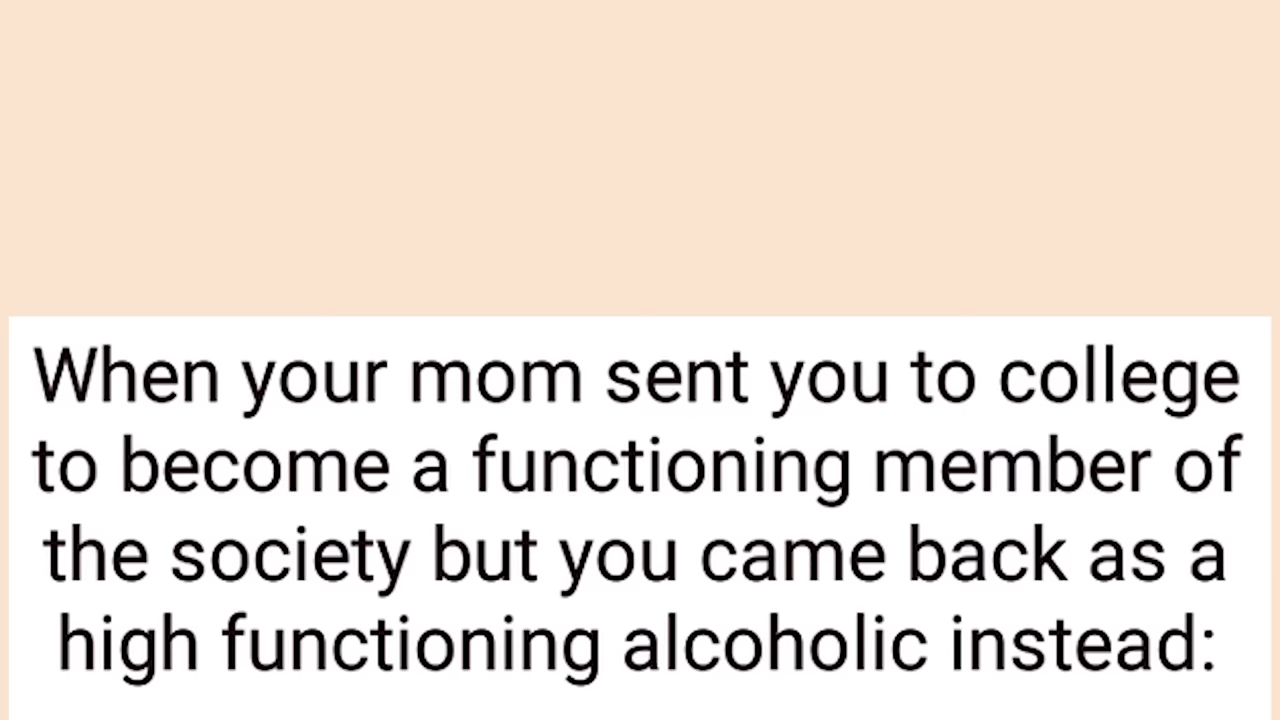 When your mom sent you to college
to become a functioning member of
the society but you came back as a
high functioning alcoholic instead: